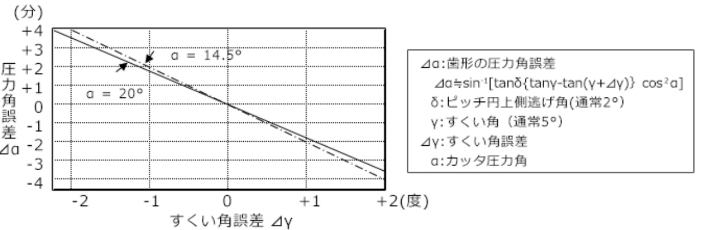 (分)
+4
+3
+2
+1
0
-1
-2
-3
-4
圧力角誤差⊿α
α = 14.5°
α = 20°
-2 -1 0 +1 +2(度)
すくい角誤差 ⊿γ
⊿α:歯形の圧力角誤差
⊿α≒sin⁻¹[tanδ{tanγ-tan(γ+⊿γ)} cos²α]
δ:ピッチ円上側逃げ角(通常2°)
γ:すくい角（通常5°）
⊿γ:すくい角誤差
α:カッタ圧力角